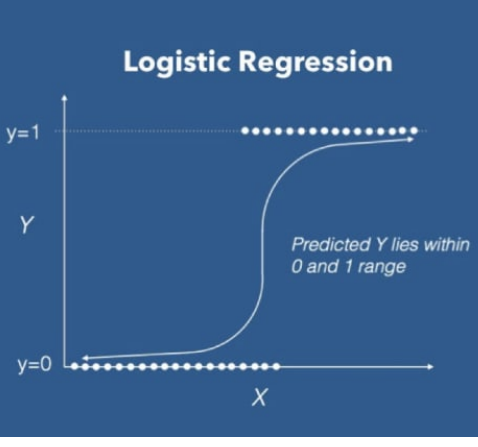 Logistic Regression
y=1
Y
Predicted Y lies within
0 and 1 range
y=0
X